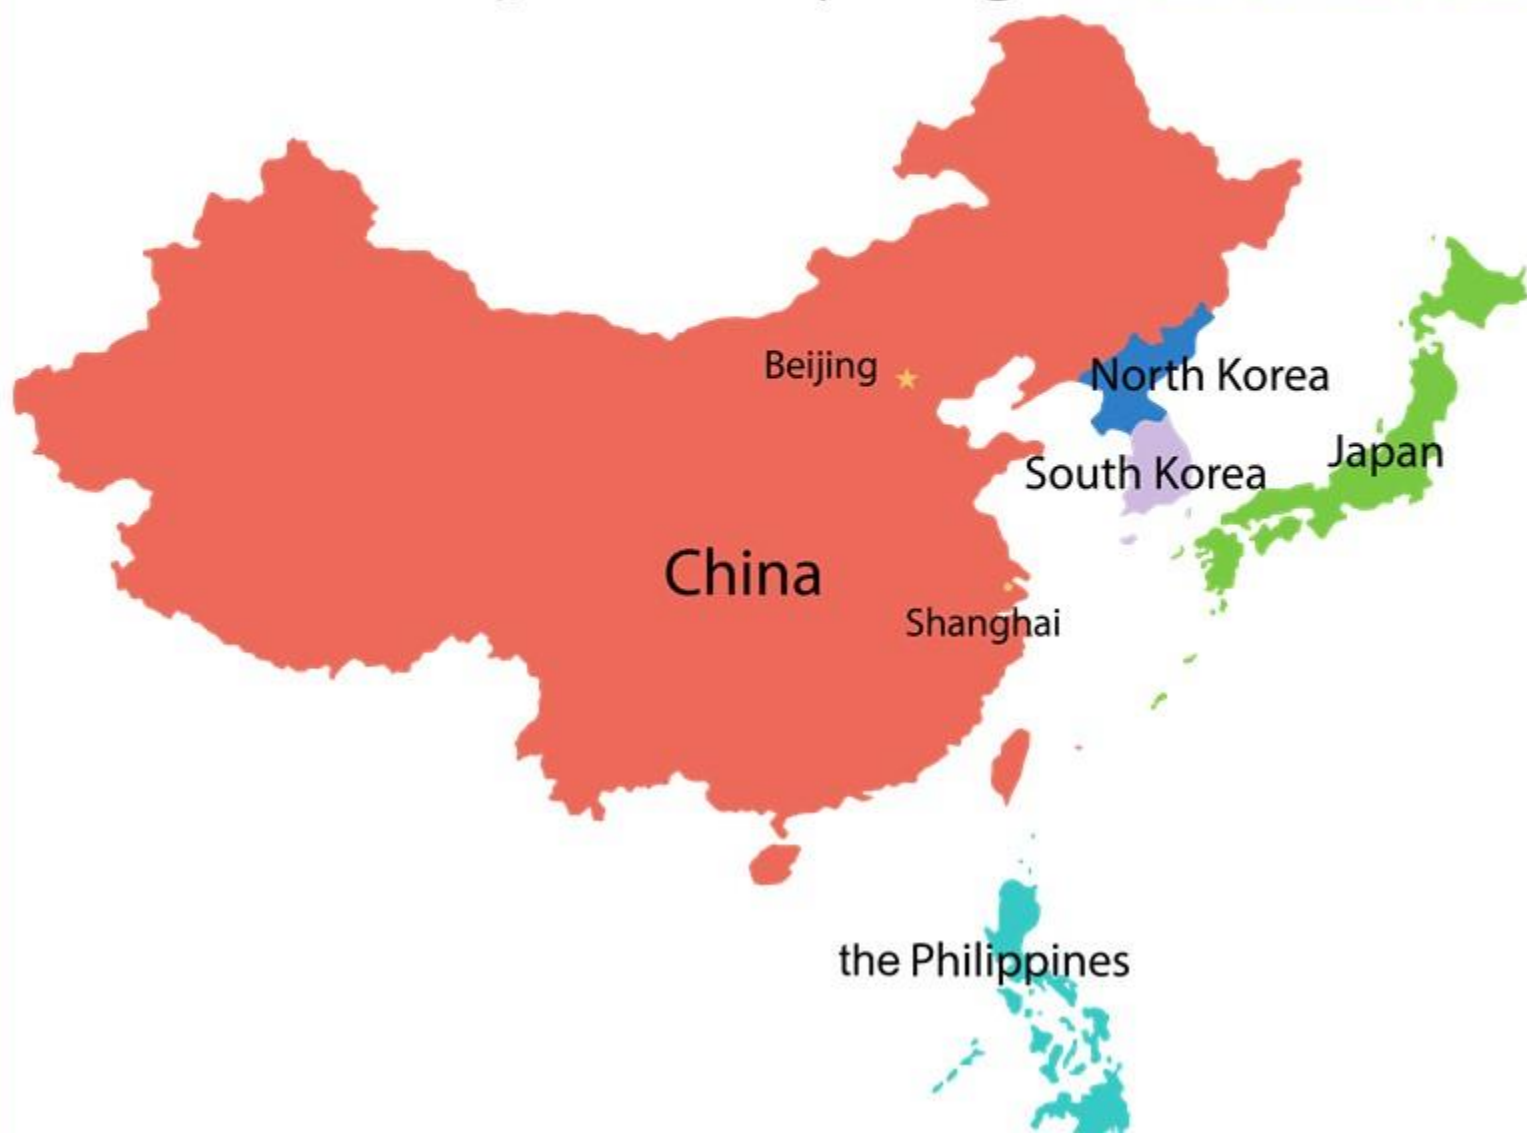 Beijing
North Korea
Japan
South Korea
China
Shanghai
the Philippines